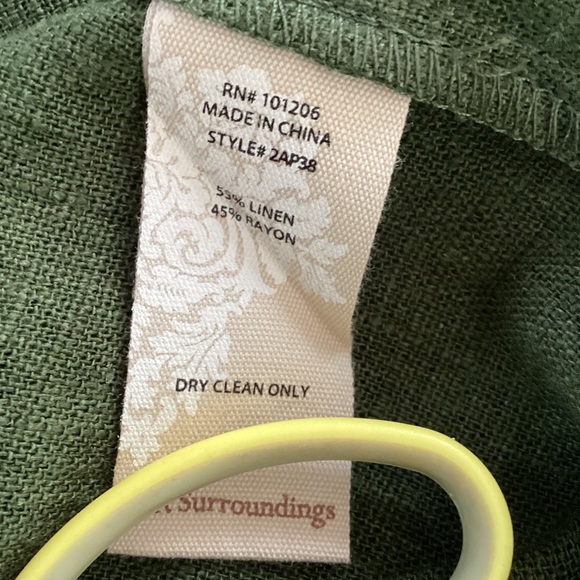 RN# 101206
MADE IN CHINA
STYLE# 2AP38
55% LINEN
45% RAYON
DRY CLEAN ONLY
Surroundings